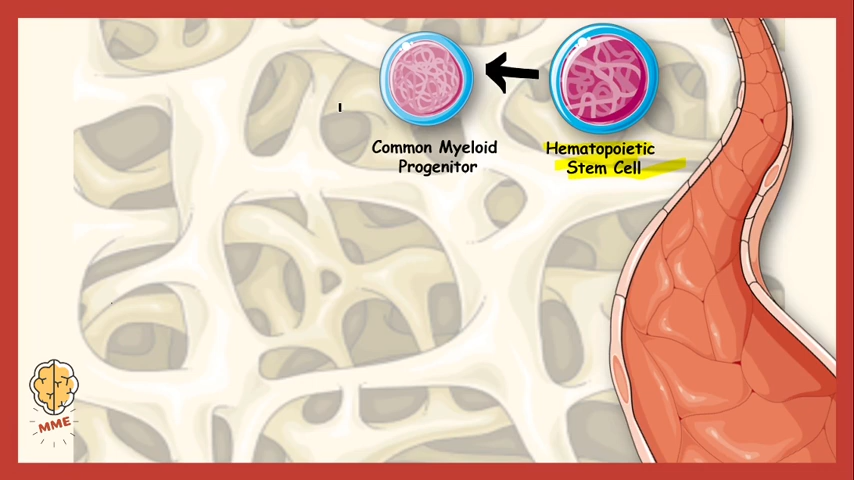 Common Myeloid
Progenitor
Hematopoietic
Stem Cell
MME